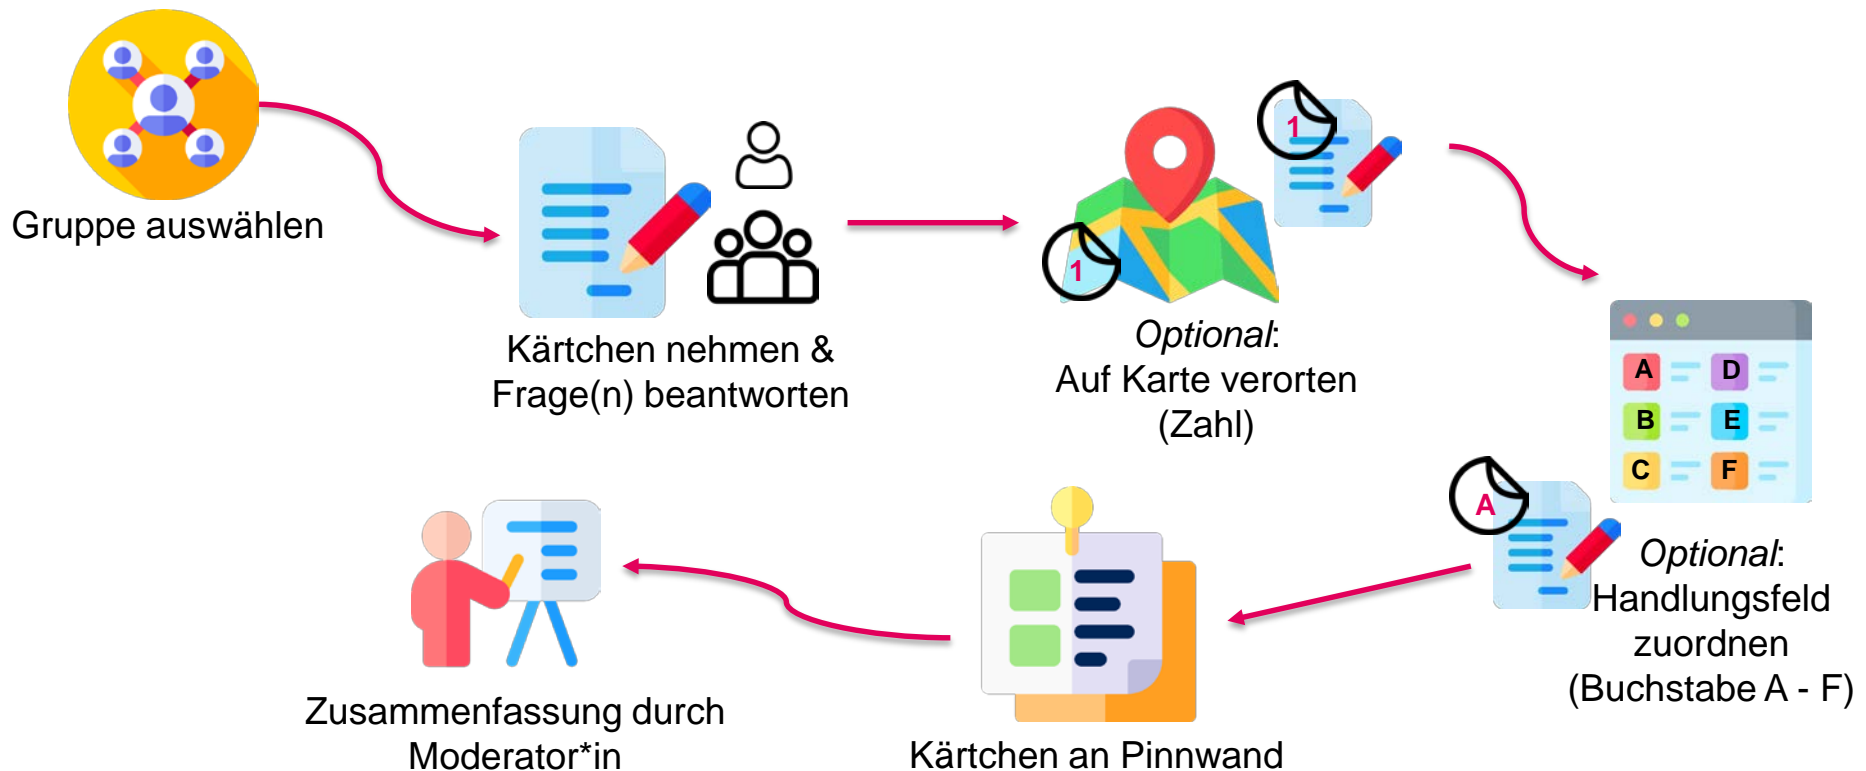 Gruppe auswählen
Kärtchen nehmen &
Frage(n) beantworten
1
1
Optional:
Auf Karte verorten
(Zahl)
A
D
B
E
C
F
A
Optional:
Handlungsfeld
zuordnen
(Buchstabe A - F)
Kärtchen an Pinnwand
Zusammenfassung durch
Moderator*in